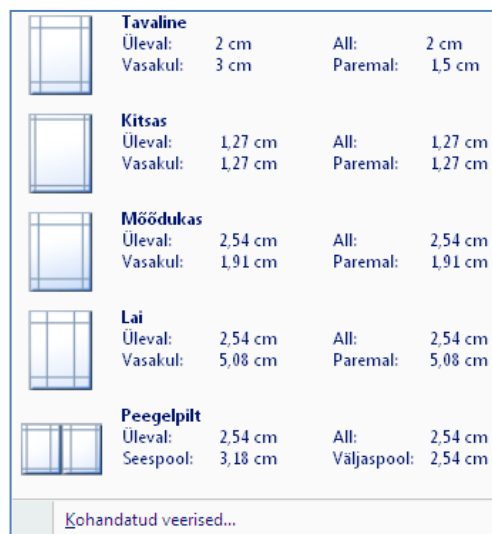 Tavaline
Üleval: 2 cm All: 2 cm
Vasakul: 3 cm Paremal: 1,5 cm
Kitsas
Üleval: 1,27 cm All: 1,27 cm
Vasakul: 1,27 cm Paremal: 1,27 cm
Mõõdukas
Üleval: 2,54 cm All: 2,54 cm
Vasakul: 1,91 cm Paremal: 1,91 cm
Lai
Üleval: 2,54 cm All: 2,54 cm
Vasakul: 5,08 cm Paremal: 5,08 cm
Peegelpilt
Üleval: 2,54 cm All: 2,54 cm
Seespool: 3,18 cm Väljaspool: 2,54 cm
Kohandatud veerised...